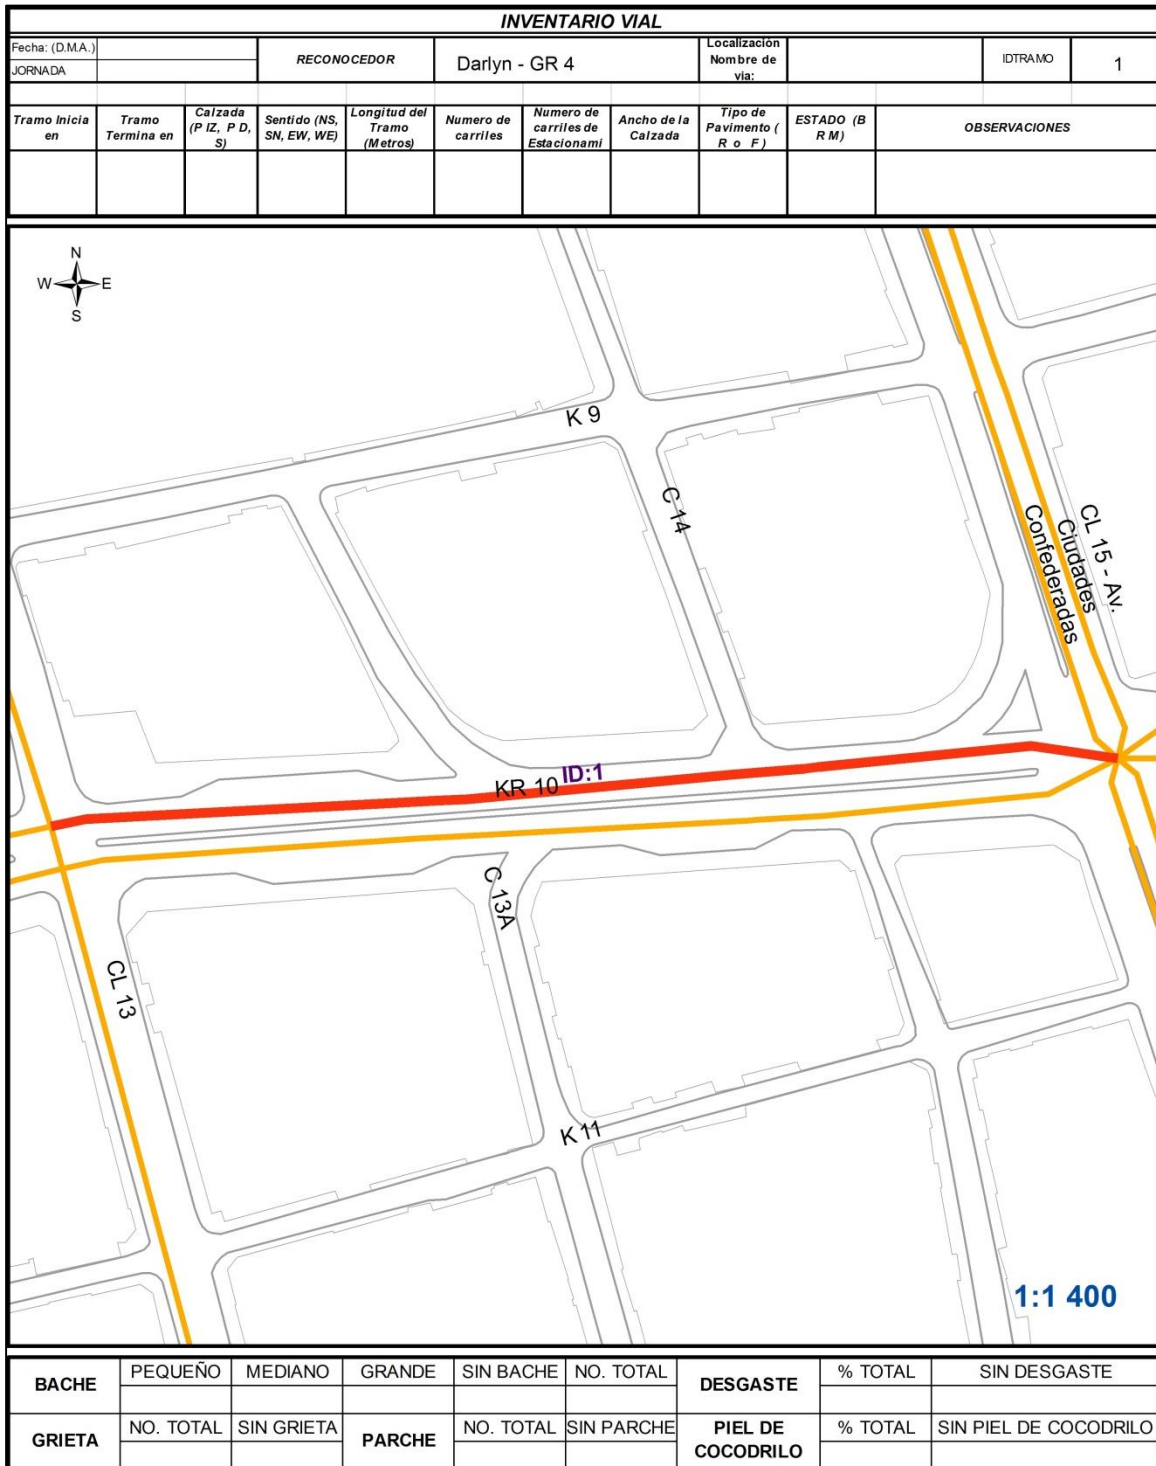 INVENTARIO VIAL
Fecha: (D.M.A.)
JORNADA
RECONOCEDOR
Darlyn - GR 4
Localización
Nombre de
via:
IDTRAMO
1
Tramo Inicia
en
Tramo
Termina en
Calzada
(P IZ, P D,
S)
Sentido (NS,
SN, EW, WE)
Longitud del
Tramo
(Metros)
Numero de
carriles
Numero de
carriles de
Estacionami
Ancho de la
Calzada
Tipo de
Pavimento (
R o F)
ESTADO (B
R M)
OBSERVACIONES
N
W E
S
K 9
C 14
CL 15 - Av.
Ciudades
Confederadas
KR 10
ID:1
C 13A
CL 13
K 11
1:1 400
BACHE
PEQUEÑO
MEDIANO
GRANDE
SIN BACHE
NO. TOTAL
DESGASTE
% TOTAL
SIN DESGASTE
GRIETA
NO. TOTAL
SIN GRIETA
PARCHE
NO. TOTAL
SIN PARCHE
PIEL DE
COCODRILO
% TOTAL
SIN PIEL DE COCODRILO